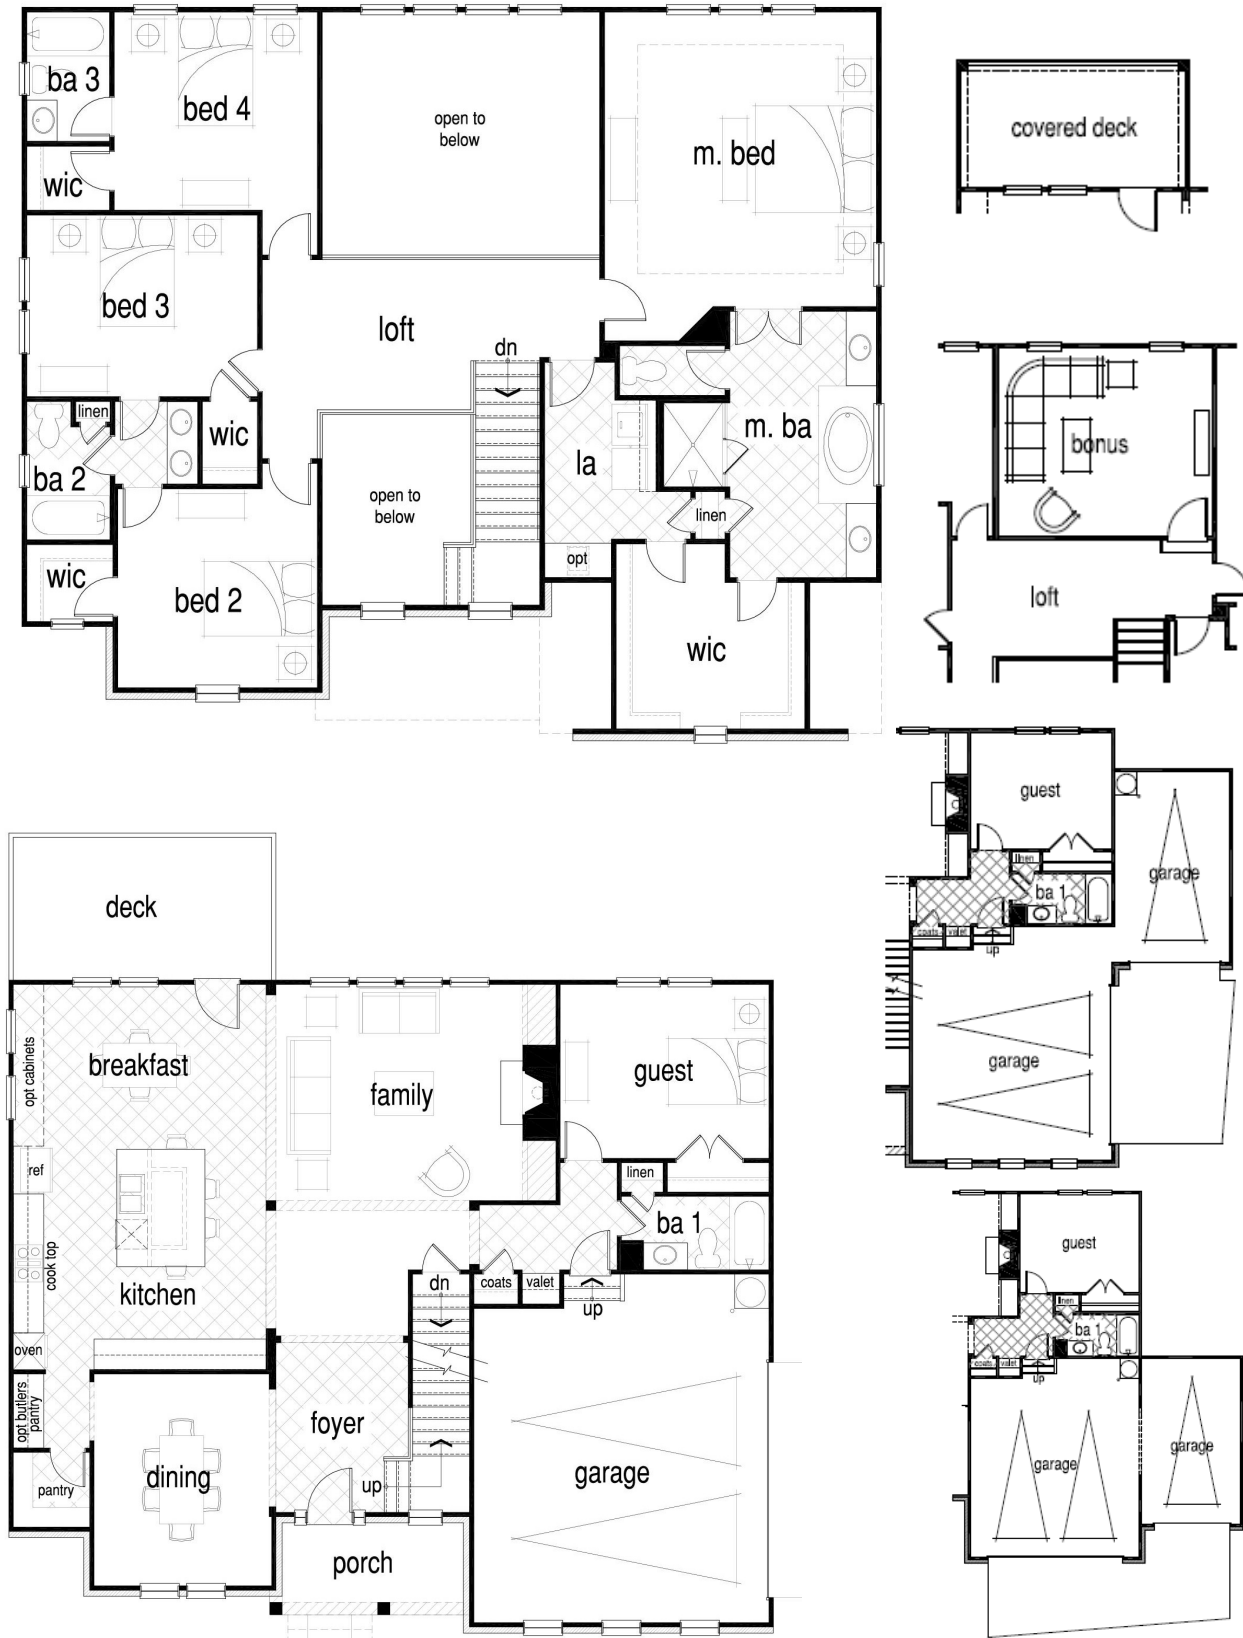 ba 3
bed 4
open to
below
m. bed
wic
bed 3
loft
dn
linen
wic
m. ba
ba 2
la
open to
below
linen
wic
opt
bed 2
wic
covered deck
bonus
loft
guest
garage
linen
ba 1
coats
valet
up
garage
deck
breakfast
opt cabinets
family
guest
ref
linen
ba 1
cook top
kitchen
dn
coats
valet
up
oven
opt butlers
pantry
foyer
dining
garage
pantry
up
porch
guest
linen
ba 1
coats
valet
up
garage
garage